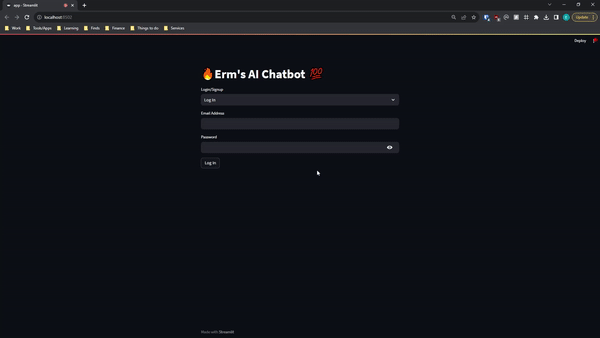 app · Streamlit
localhost:8502
Update
Work Tools/Apps Learning Feeds Finance Things to do Services
Deploy
🔥Erm's AI Chatbot 💯
Login/Signup
Log in
Email Address
Password
Log In
Made with Streamlit